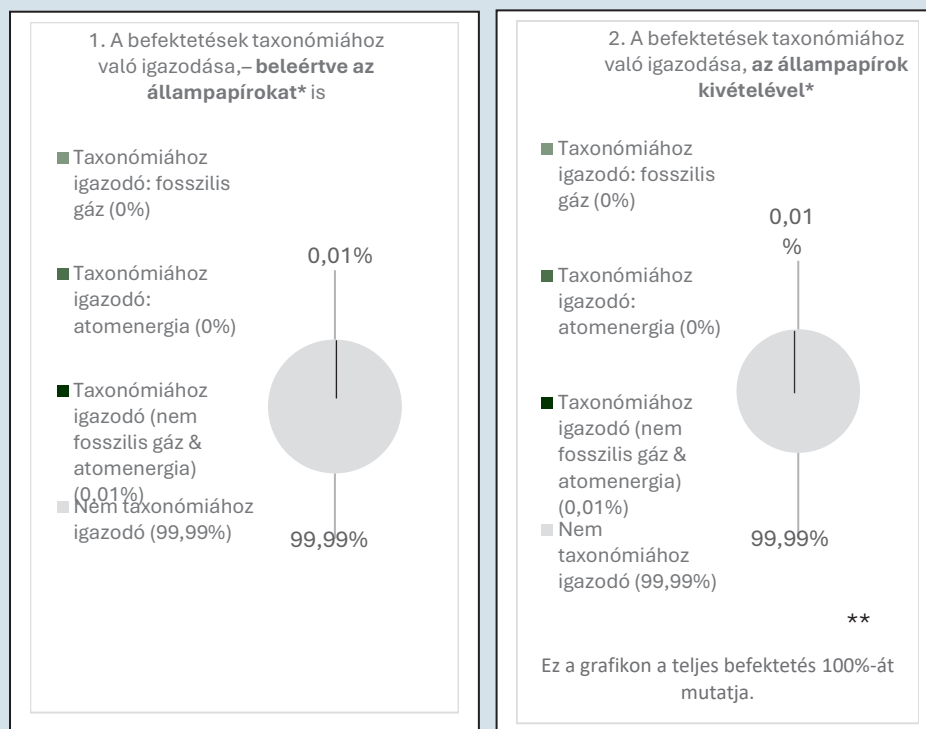 1. A befektetések taxonómiához
való igazodása,– beleértve az
állampapírokat* is
Taxonómiához
igazodó: fosszilis
gáz (0%)
Taxonómiához
igazodó:
atomenergia (0%)
Taxonómiához
igazodó (nem
fosszilis gáz &
atomenergia)
(0,01%)
Nem taxonómiához
igazodó (99,99%)
0,01%
99,99%
2. A befektetések taxonómiához
való igazodása, az állampapírok
kivételével*
Taxonómiához
igazodó: fosszilis
gáz (0%)
Taxonómiához
igazodó:
atomenergia (0%)
Taxonómiához
igazodó (nem
fosszilis gáz &
atomenergia)
(0,01%)
Nem
taxonómiához
igazodó (99,99%)
0,01
%
99,99%
**
Ez a grafikon a teljes befektetés 100%-át
mutatja.